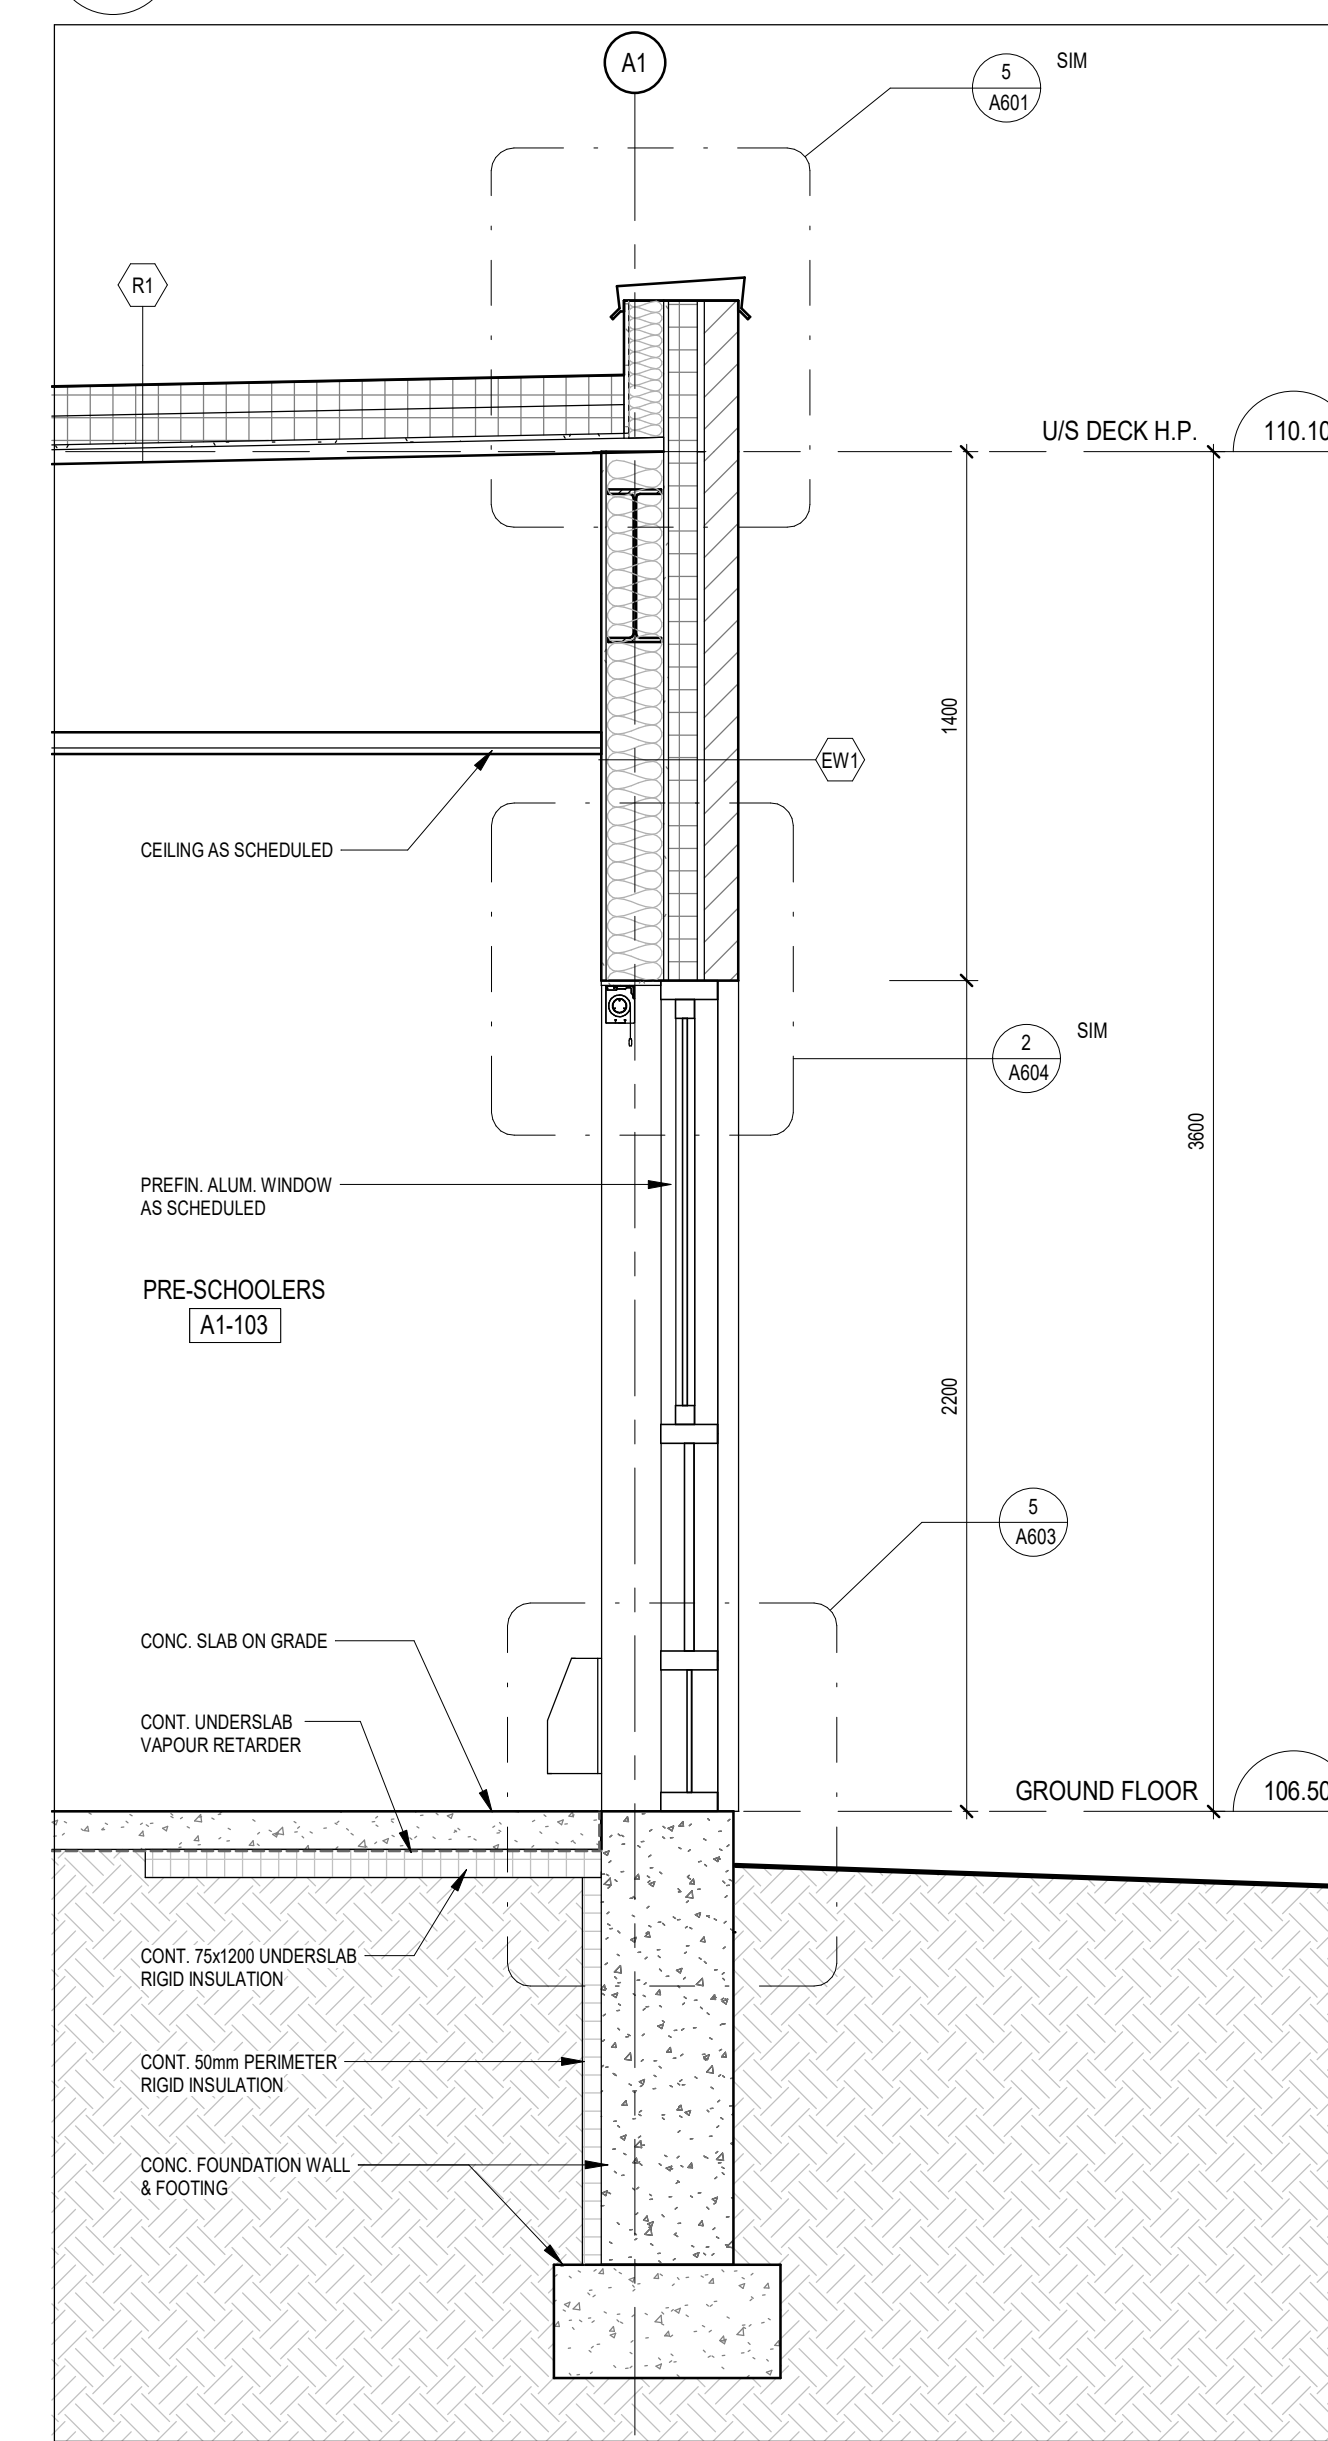 A1
5
A601
SIM
R1
U/S DECK H.P.
110.10
1400
EW1
CEILING AS SCHEDULED
2
A604
SIM
3600
PREFIN. ALUM. WINDOW
AS SCHEDULED
PRE-SCHOOLERS
A1-103
2200
5
A603
CONC. SLAB ON GRADE
CONT. UNDERSLAB
VAPOUR RETARDER
GROUND FLOOR
106.50
CONT. 75x1200 UNDERSLAB
RIGID INSULATION
CONT. 50mm PERIMETER
RIGID INSULATION
CONC. FOUNDATION WALL
& FOOTING